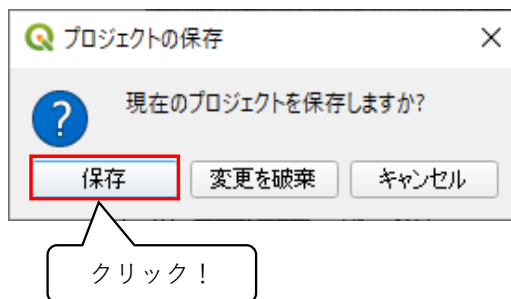 プロジェクトの保存
現在のプロジェクトを保存しますか?
保存 変更を破棄 キャンセル
クリック！